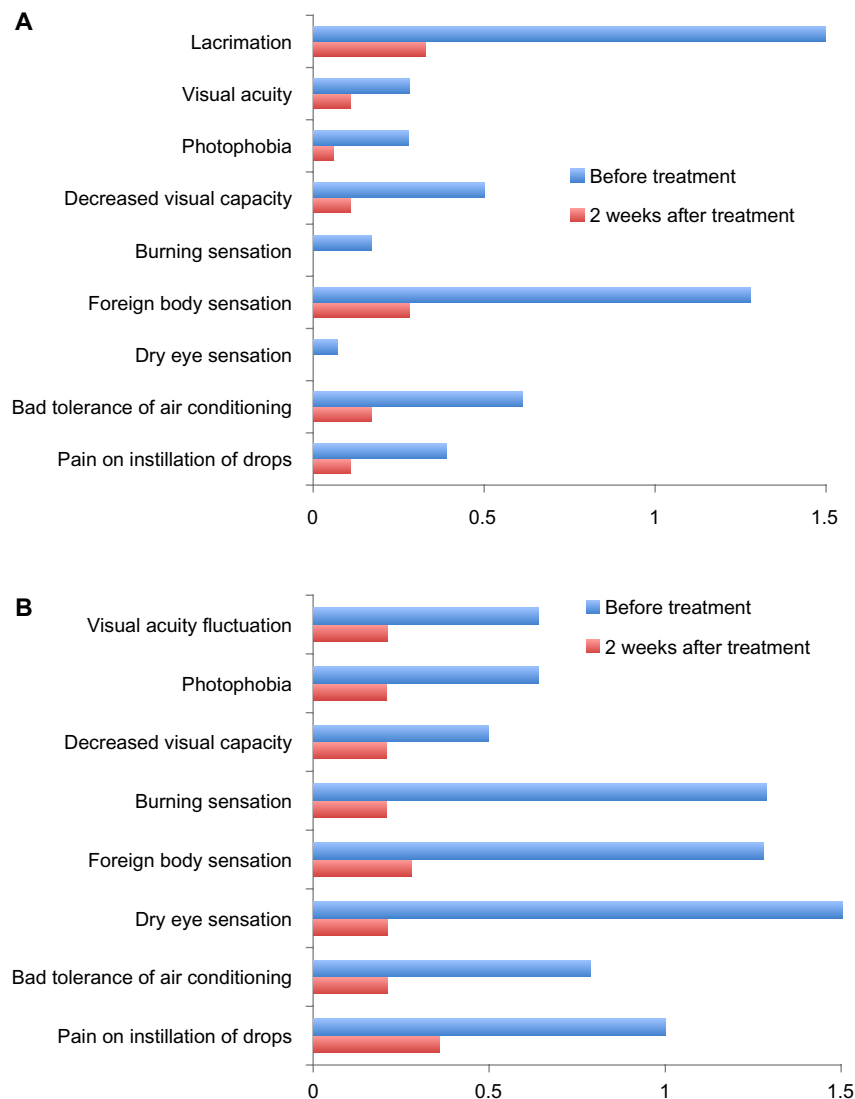 A
Lacrimation
Visual acuity
Photophobia
Decreased visual capacity
Burning sensation
Foreign body sensation
Dry eye sensation
Bad tolerance of air conditioning
Pain on instillation of drops
Before treatment
2 weeks after treatment
0 0.5 1 1.5
B
Visual acuity fluctuation
Photophobia
Decreased visual capacity
Burning sensation
Foreign body sensation
Dry eye sensation
Bad tolerance of air conditioning
Pain on instillation of drops
Before treatment
2 weeks after treatment
0 0.5 1 1.5